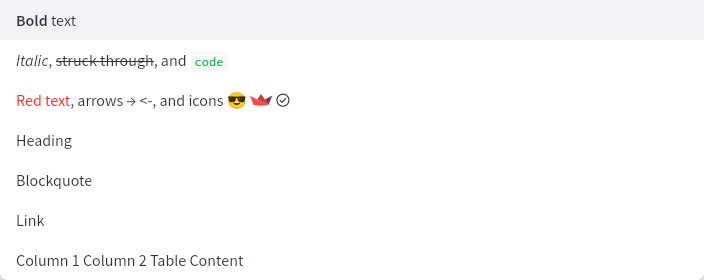 Bold text
Italic, struck through, and code
Red text, arrows → <-, and icons 😎
Heading
Blockquote
Link
Column 1 Column 2 Table Content